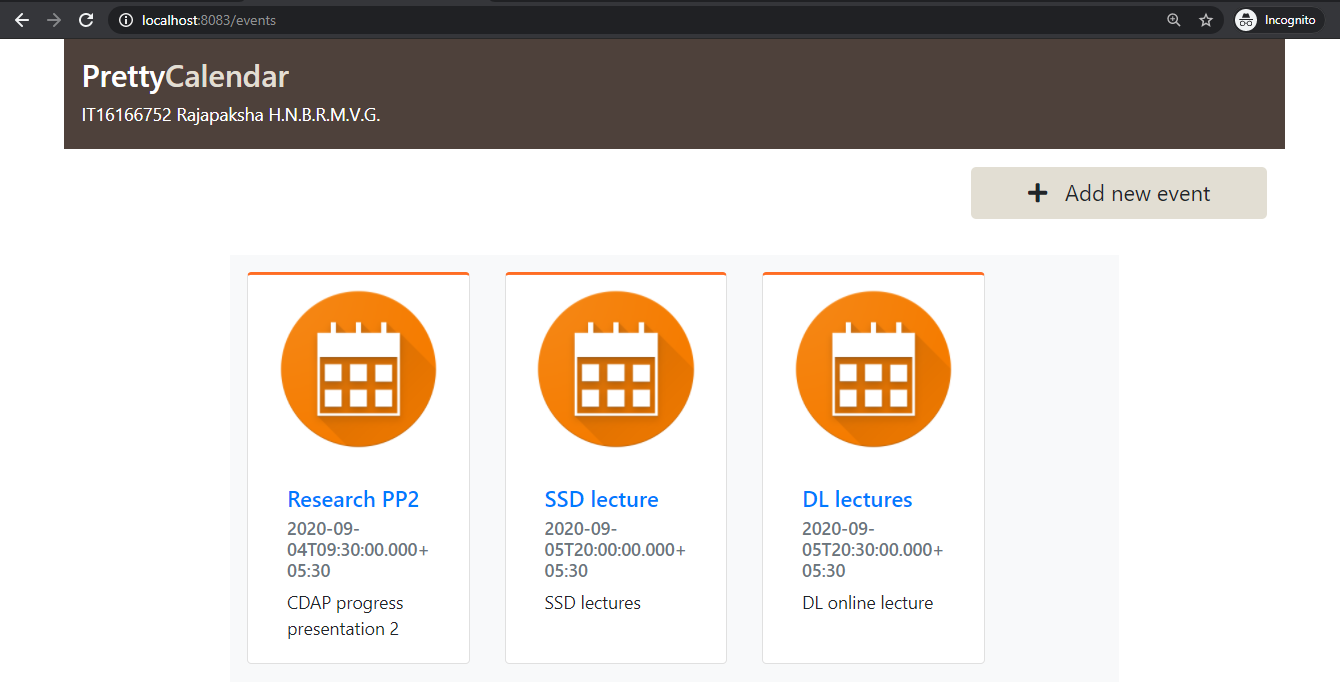 localhost:8083/events
Incognito
PrettyCalendar
IT16166752 Rajapaksha H.N.B.R.M.V.G.
Add new event
Research PP2
2020-09-
04T09:30:00.000+
05:30
CDAP progress
presentation 2
SSD lecture
2020-09-
05T20:00:00.000+
05:30
SSD lectures
DL lectures
2020-09-
05T20:30:00.000+
05:30
DL online lecture